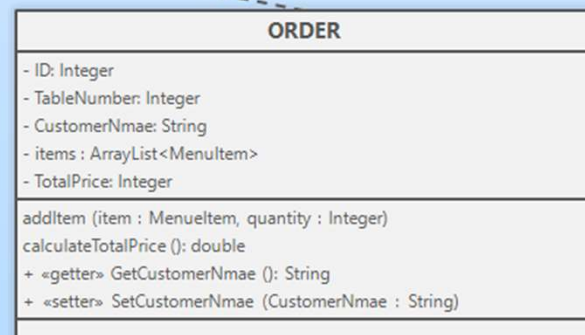 ORDER
- ID: Integer
- TableNumber: Integer
- CustomerNmae: String
- items : ArrayList<MenuItem>
- TotalPrice: Integer
addItem (item : MenueItem, quantity : Integer)
calculateTotalPrice (): double
+ «getter» GetCustomerNmae (): String
+ «setter» SetCustomerNmae (CustomerNmae : String)